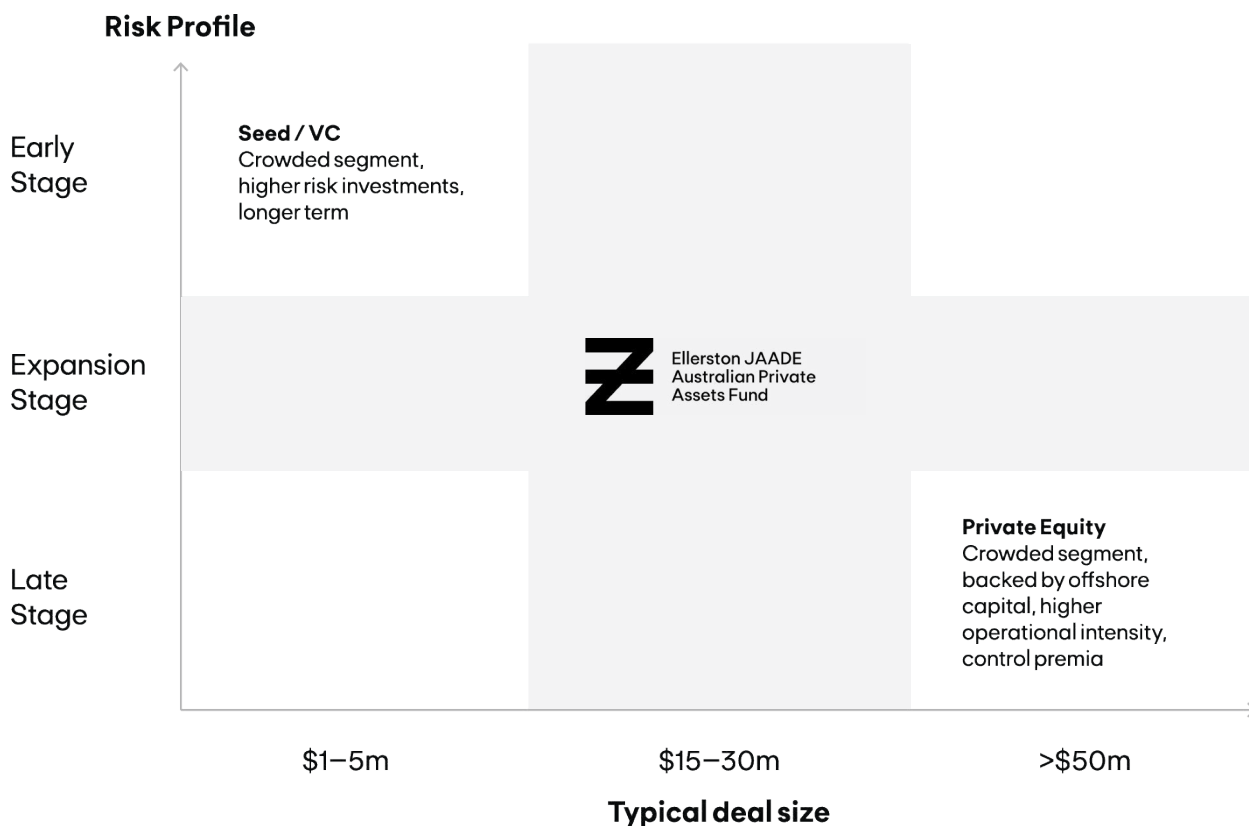 Risk Profile
Early
Stage
Seed / VC
Crowded segment,
higher risk investments,
longer term
Expansion
Stage
Ellerston JAADE
Australian Private
Assets Fund
Late
Stage
Private Equity
Crowded segment,
backed by offshore
capital, higher
operational intensity,
control premia
$1–5m
$15–30m
>$50m
Typical deal size